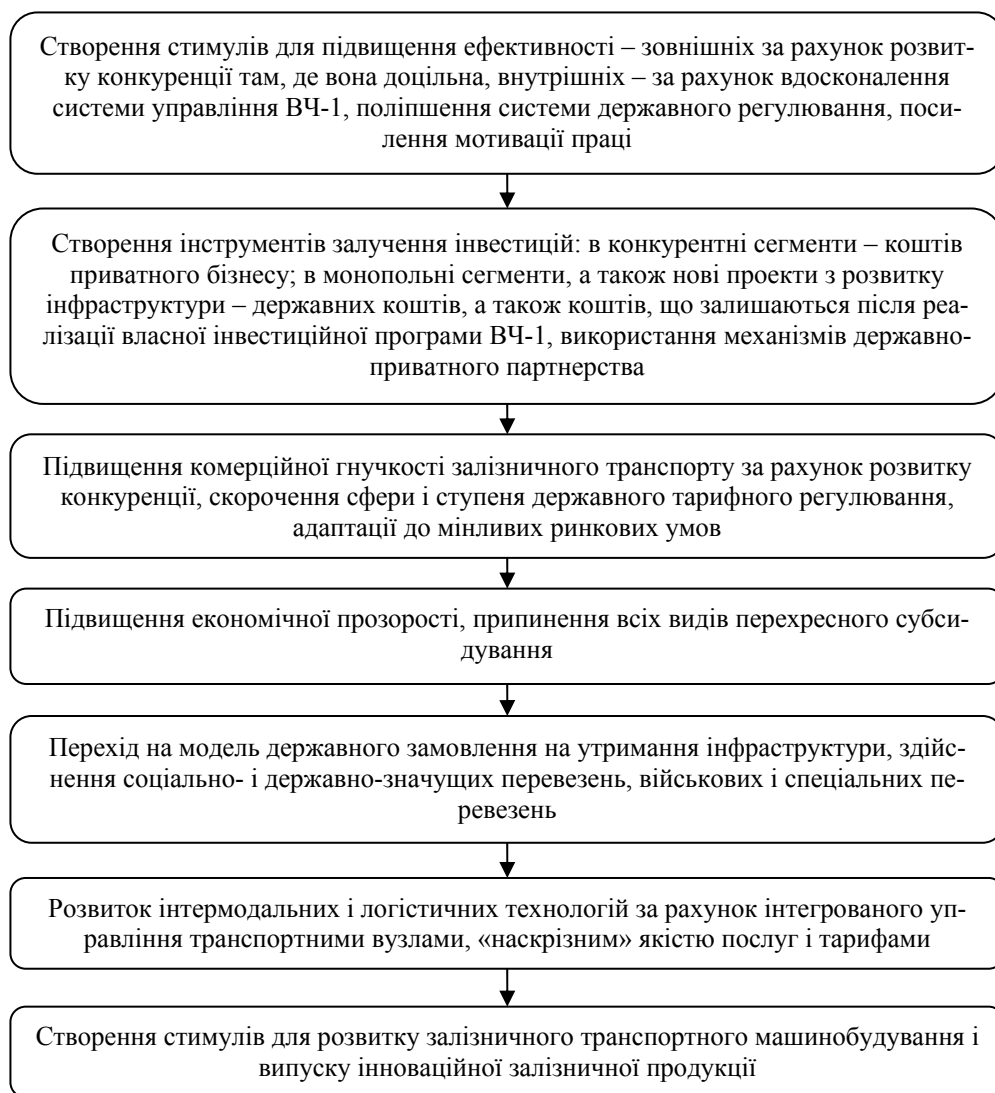 Створення стимулів для підвищення ефективності – зовнішніх за рахунок розвит-
ку конкуренції там, де вона доцільна, внутрішніх – за рахунок вдосконалення
системи управління ВЧ-1, поліпшення системи державного регулювання, поси-
лення мотивації праці
Створення інструментів залучення інвестицій: в конкурентні сегменти – коштів
приватного бізнесу; в монопольні сегменти, а також нові проекти з розвитку
інфраструктури – державних коштів, а також коштів, що залишаються після реа-
лізації власної інвестиційної програми ВЧ-1, використання механізмів державно-
приватного партнерства
Підвищення комерційної гнучкості залізничного транспорту за рахунок розвитку
конкуренції, скорочення сфери і ступеня державного тарифного регулювання,
адаптації до мінливих ринкових умов
Підвищення економічної прозорості, припинення всіх видів перехресного субси-
дування
Перехід на модель державного замовлення на утримання інфраструктури, здійс-
нення соціально- і державно-значущих перевезень, військових і спеціальних пе-
ревезень
Розвиток інтермодальних і логістичних технологій за рахунок інтегрованого уп-
равління транспортними вузлами, «наскрізним» якістю послуг і тарифами
Створення стимулів для розвитку залізничного транспортного машинобудування і
випуску інноваційної залізничної продукції